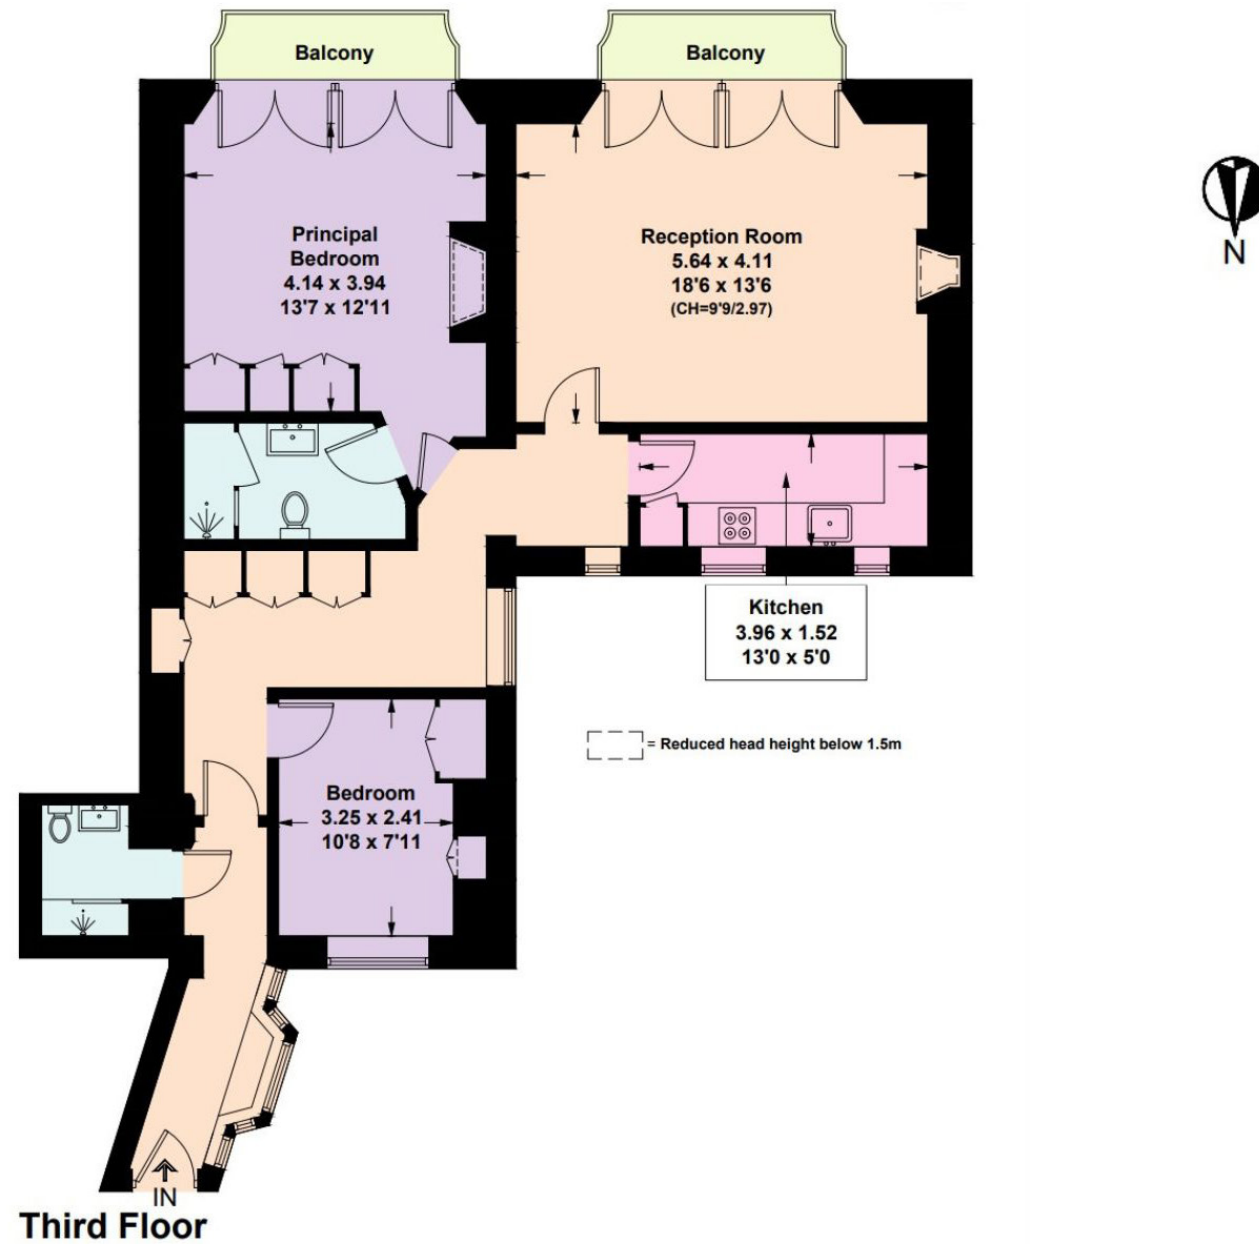 Balcony
Balcony
Principal
Bedroom
4.14 x 3.94
13'7 x 12'11
Reception Room
5.64 x 4.11
18'6 x 13'6
(CH=9'9/2.97)
N
Kitchen
3.96 x 1.52
13'0 x 5'0
= Reduced head height below 1.5m
Bedroom
3.25 x 2.41
10'8 x 7'11
IN
Third Floor